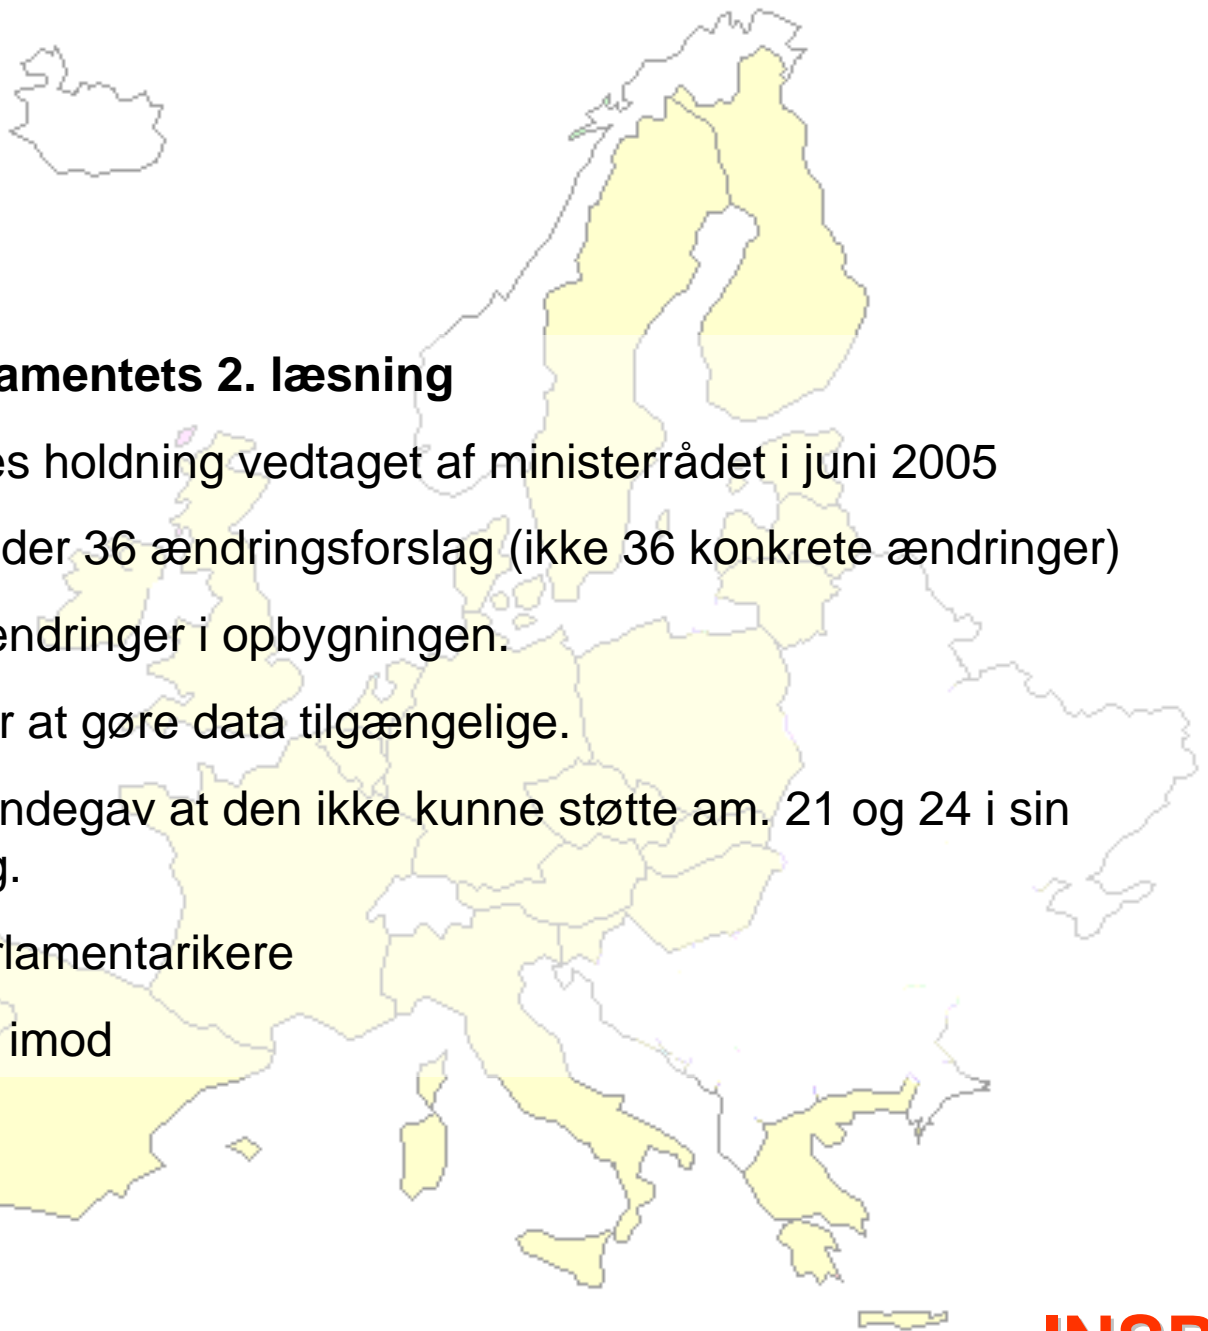 amentets 2. læsning
es holdning vedtaget af ministerrådet i juni 2005
der 36 ændringsforslag (ikke 36 konkrete ændringer)
endringer i opbygningen.
r at gøre data tilgængelige.
ndegav at den ikke kunne støtte am. 21 og 24 i sin
g.
rlamentarikere
imod